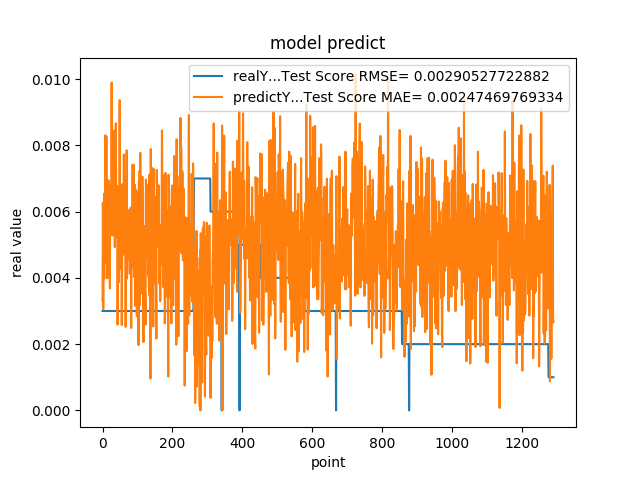 model predict
realY...Test Score RMSE= 0.00290527722882
predictY...Test Score MAE= 0.00247469769334
0.010
0.008
0.006
0.004
0.002
0.000
real value
0 200 400 600 800 1000 1200
point